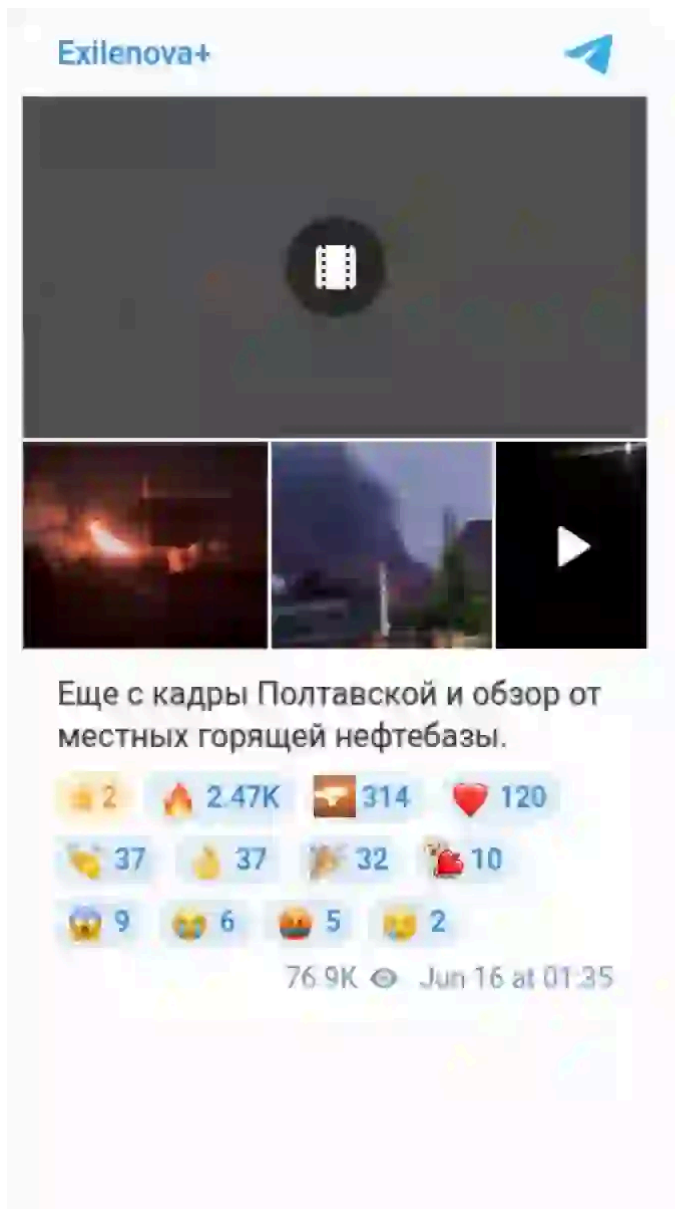 Exilenova+
Еще с кадры Полтавской и обзор от
местных горящей нефтебазы.
2 2.47K 314 120
37 37 32 10
9 6 5 2
76.9K Jun 16 at 01:35